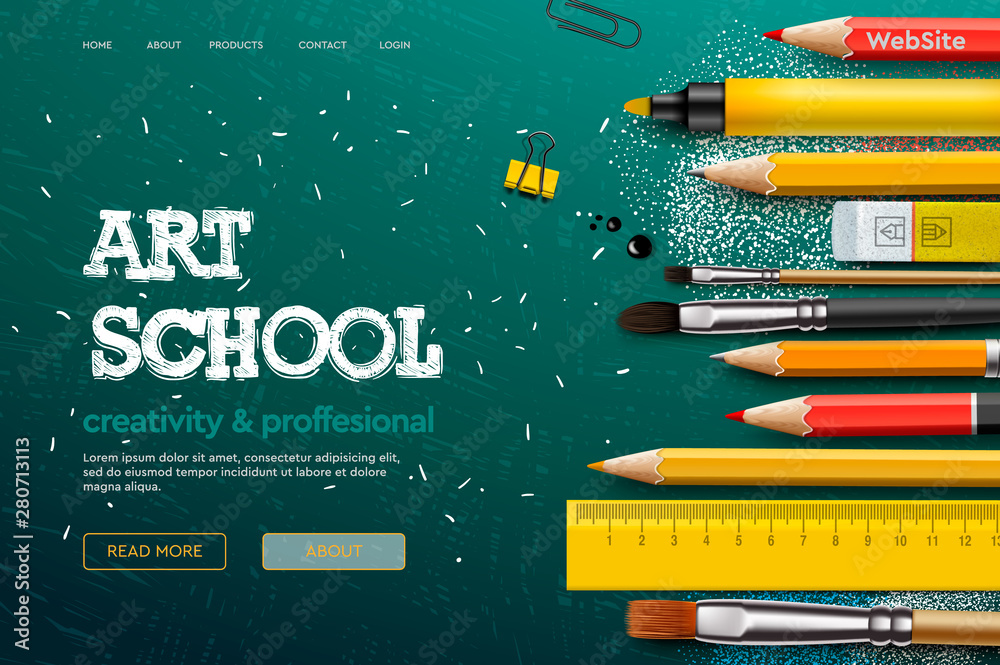 HOME ABOUT PRODUCTS CONTACT LOGIN
WebSite
ART
SCHOOL
creativity & proffesional
Lorem ipsum dolor sit amet, consectetur adipiscing elit,
sed do eiusmod tempor incididunt ut labore et dolore
magna aliqua.
READ MORE ABOUT
1 2 3 4 5 6 7 8 9 10 11 12 13
Adobe Stock | #280713113